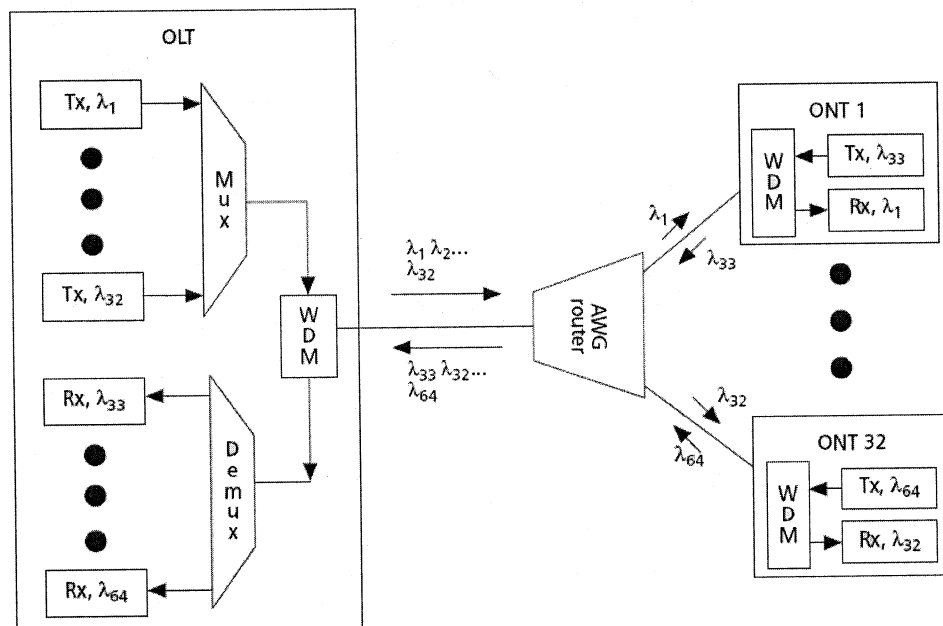 OLT
Tx, λ1
Mux
Tx, λ32
WDM
Rx, λ33
Demux
Rx, λ64
λ1 λ2...
λ32
λ33 λ32...
λ64
AWG
router
λ1
λ33
λ32
λ64
ONT 1
WDM
Tx, λ33
Rx, λ1
ONT 32
WDM
Tx, λ64
Rx, λ32